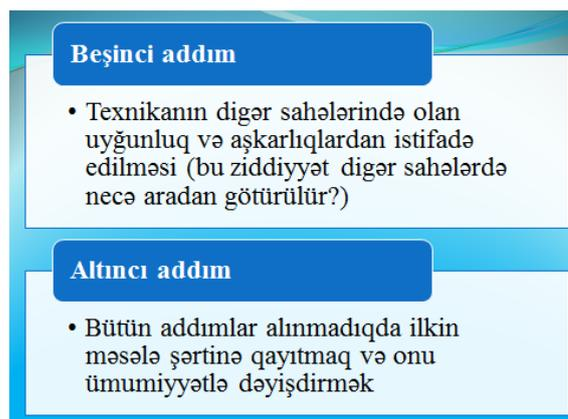 Beşinci addım
• Texnikanın digər sahələrində olan
uyğunluq və aşkarlıqlardan istifadə
edilməsi (bu ziddiyyət digər sahələrdə
necə aradan götürülür?)
Altıncı addım
• Bütün addımlar alınmadıqda ilkin
məsələ şərtinə qayıtmaq və onu
ümumiyyətlə dəyişdirmək